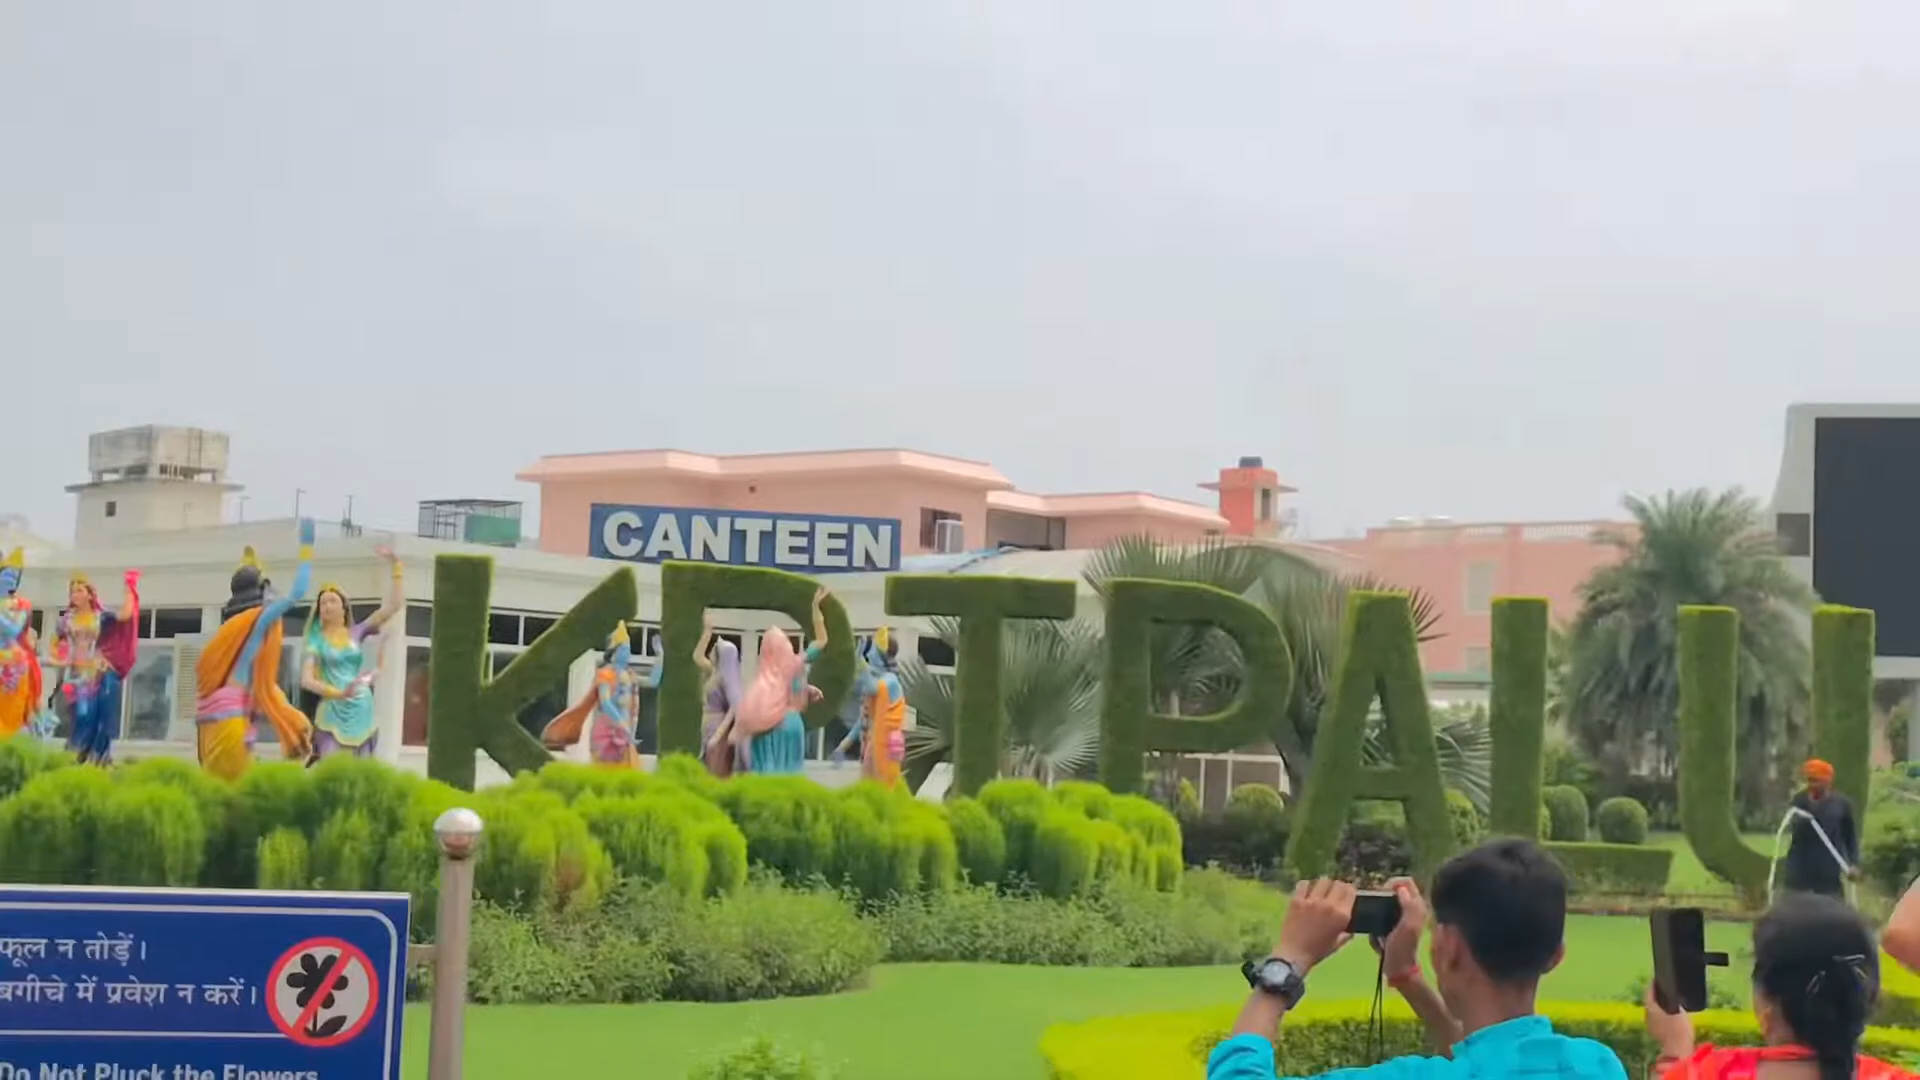 CANTEEN
KRIPALU
फूल न तोड़ें।
बगीचे में प्रवेश न करें।
Do Not Pluck the Flowers